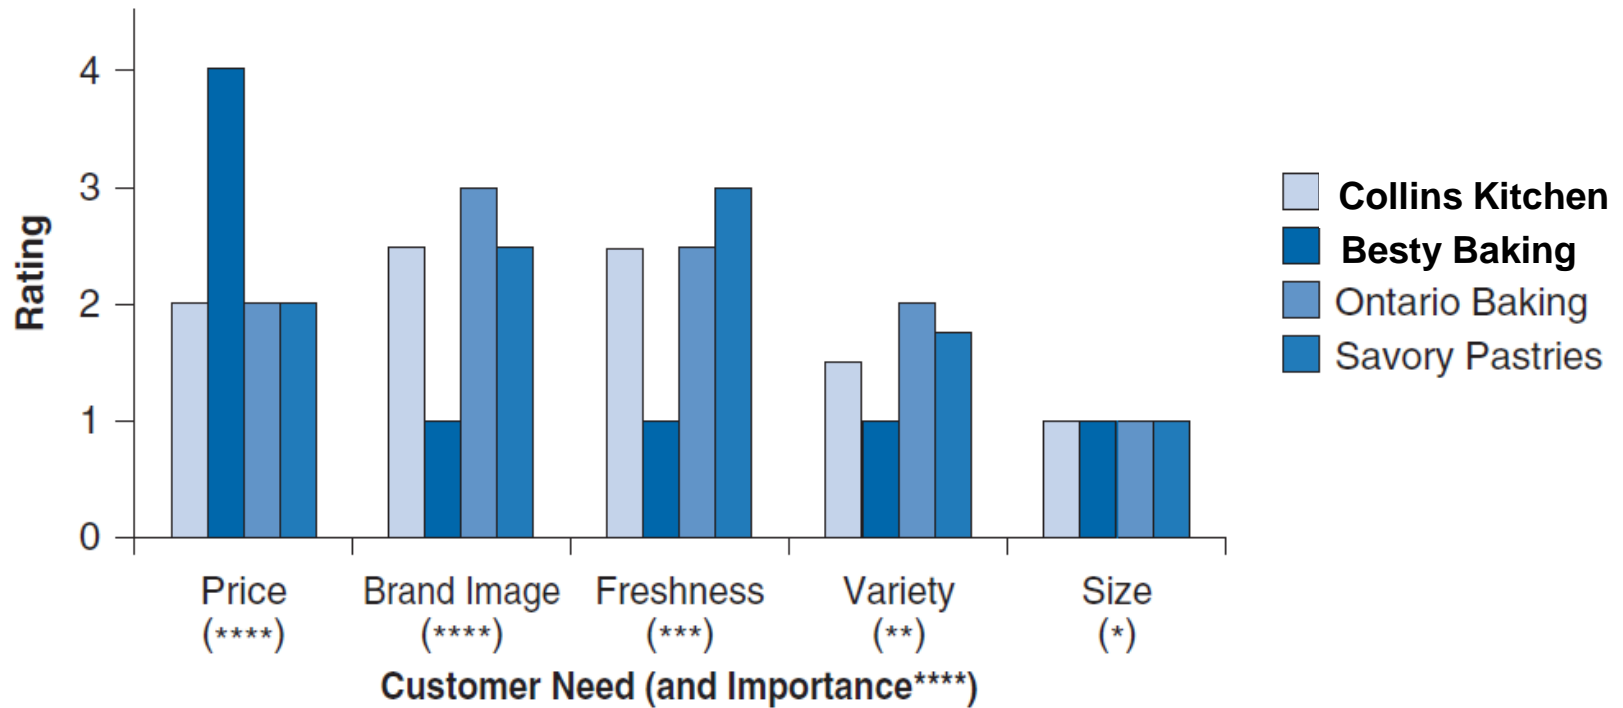 Rating
4
3
2
1
0
Price
(****)
Brand Image
(****)
Freshness
(***)
Variety
(**)
Size
(*)
Customer Need (and Importance****)
Collins Kitchen
Besty Baking
Ontario Baking
Savory Pastries